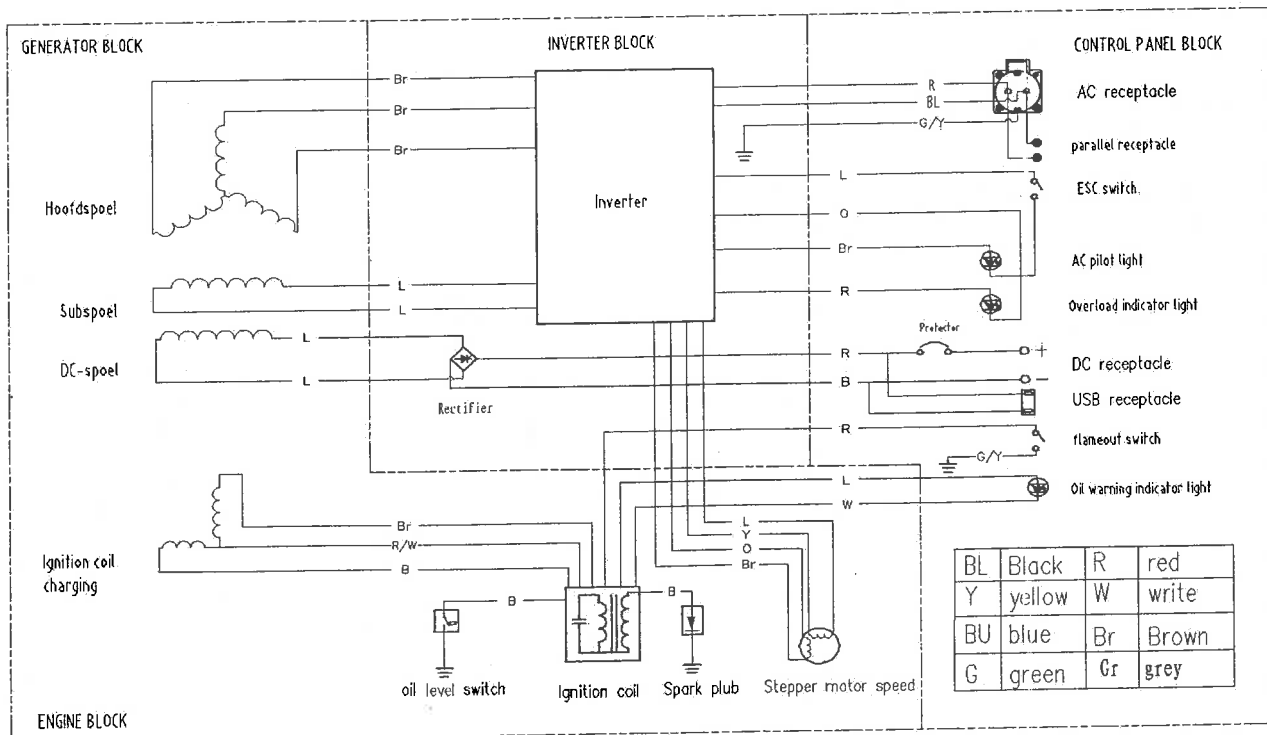 GENERATOR BLOCK
INVERTER BLOCK
CONTROL PANEL BLOCK
Br
R
AC receptacle
BL
Br
G/Y
Br
parallel receptacle
L
ESC switch
Hoofdspoel
Inverter
O
Br
AC pilot light
L
R
Subspoel
L
Overload indicator light
Protector
L
R
+
DC-spoel
DC receptacle
L
B
-
USB receptacle
Rectifier
R
flameout switch
G/Y
L
Oil warning indicator light
W
Br
L
R/W
Y
Ignition coil
charging
B
O
Br
B
B
oil level switch
Ignition coil
Spark plub
Stepper motor speed
BL Black R red
Y yellow W write
BU blue Br Brown
G green Gr grey
ENGINE BLOCK